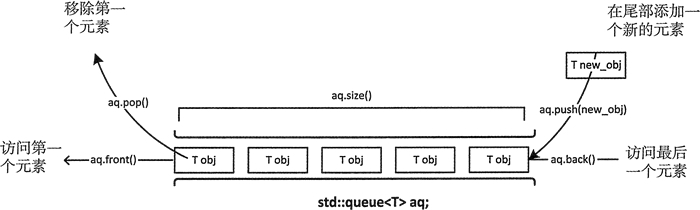 移除第一
个元素
在尾部添加一
个新的元素
T new_obj
aq.pop()
aq.size()
aq.push(new_obj)
访问第一
个元素
aq.front()
T obj
T obj
T obj
T obj
T obj
aq.back()
访问最后
一个元素
std::queue<T> aq;